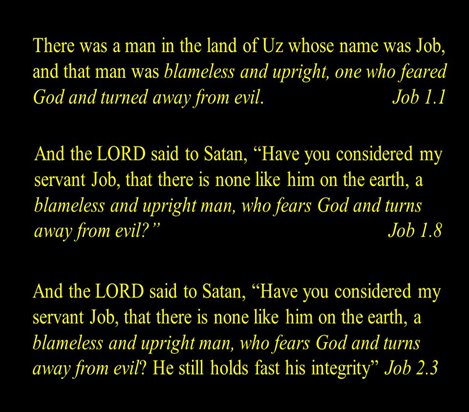 There was a man in the land of Uz whose name was Job,
and that man was blameless and upright, one who feared
God and turned away from evil. Job 1.1
And the LORD said to Satan, “Have you considered my
servant Job, that there is none like him on the earth, a
blameless and upright man, who fears God and turns
away from evil?” Job 1.8
And the LORD said to Satan, “Have you considered my
servant Job, that there is none like him on the earth, a
blameless and upright man, who fears God and turns
away from evil? He still holds fast his integrity” Job 2.3